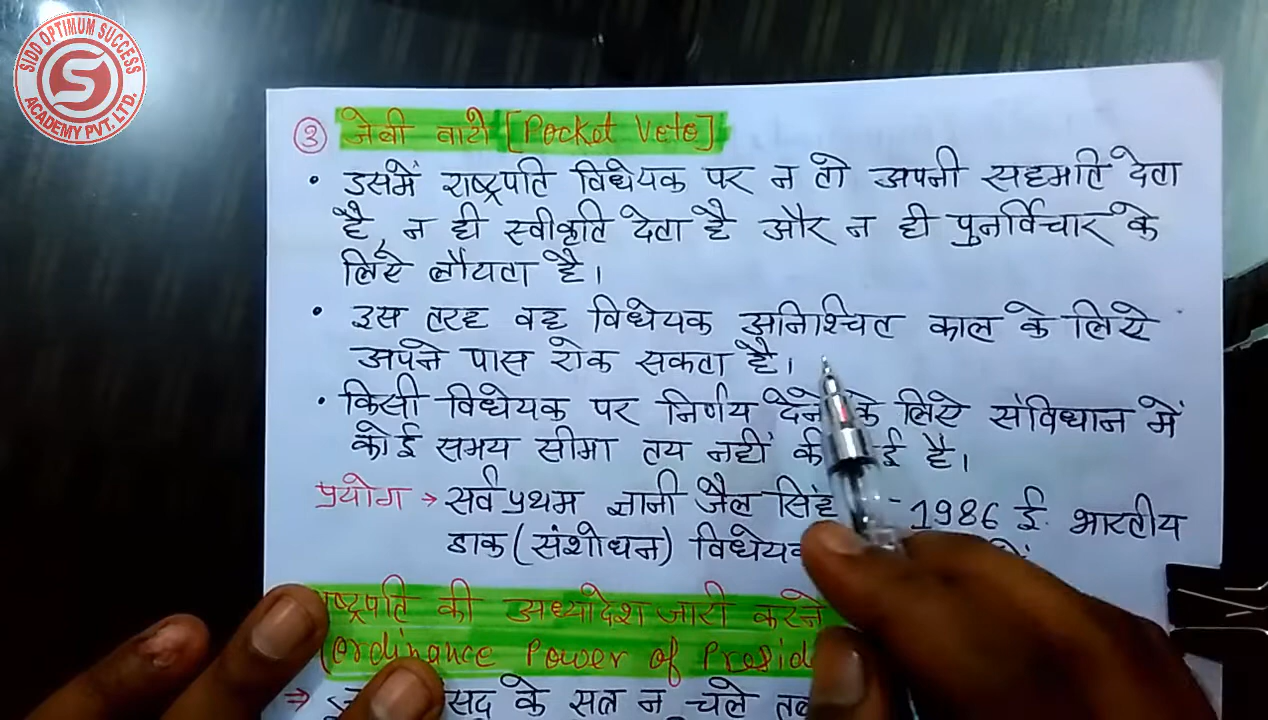 SIDD OPTIMUM SUCCESS
S
ACADEMY PVT. LTD.
③ जेबी वाटो [Pocket Veto]
• इसमें राष्ट्रपति विधेयक पर न तो अपनी सहमति देता
है, न ही स्वीकृति देता है और न ही पुनर्विचार के
लिए लौटाता है।
• इस तरह वह विधेयक अनिश्चित काल के लिये
अपने पास रोक सकता है।
• किसी विधेयक पर निर्णय देने के लिये संविधान में
कोई समय सीमा तय नहीं की गई है।
प्रयोग → सर्वप्रथम ज्ञानी जैल सिंह - 1986 ई. भारतीय
डाक (संशोधन) विधेयक
राष्ट्रपति की अध्यादेश जारी करने
(Ordinance Power of Presid
⇒ के सत्र न चले तब